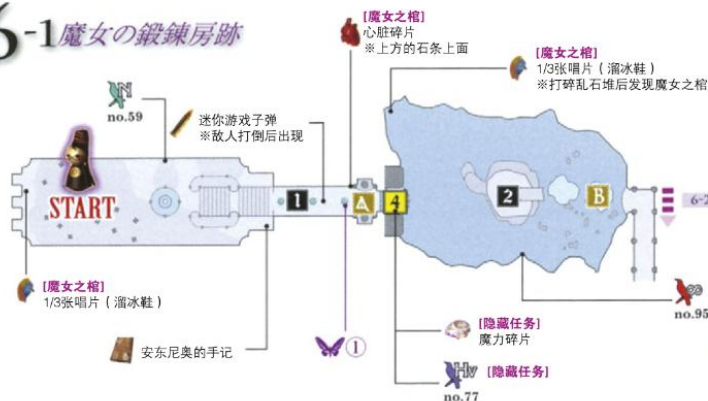 6-1魔女の鍛錬房跡
[魔女之棺]
心脏碎片
※上方的石条上面
[魔女之棺]
1/3张唱片（溜冰鞋）
※打碎乱石堆后发现魔女之棺
N
no.59
迷你游戏子弹
※敌人打倒后出现
START
1
A
4
2
B
6-2
[魔女之棺]
1/3张唱片（溜冰鞋）
安东尼奥的手记
1
[隐藏任务]
魔力碎片
Hv
[隐藏任务]
no.77
∞
no.95